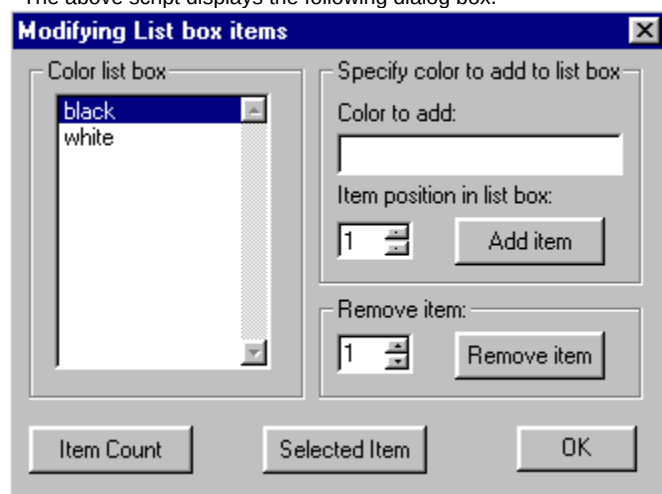 The above script displays the following dialog box:
Modifying List box items
Color list box
black
white
Specify color to add to list box
Color to add:
Item position in list box:
1
Add item
Remove item:
1
Remove item
Item Count
Selected Item
OK